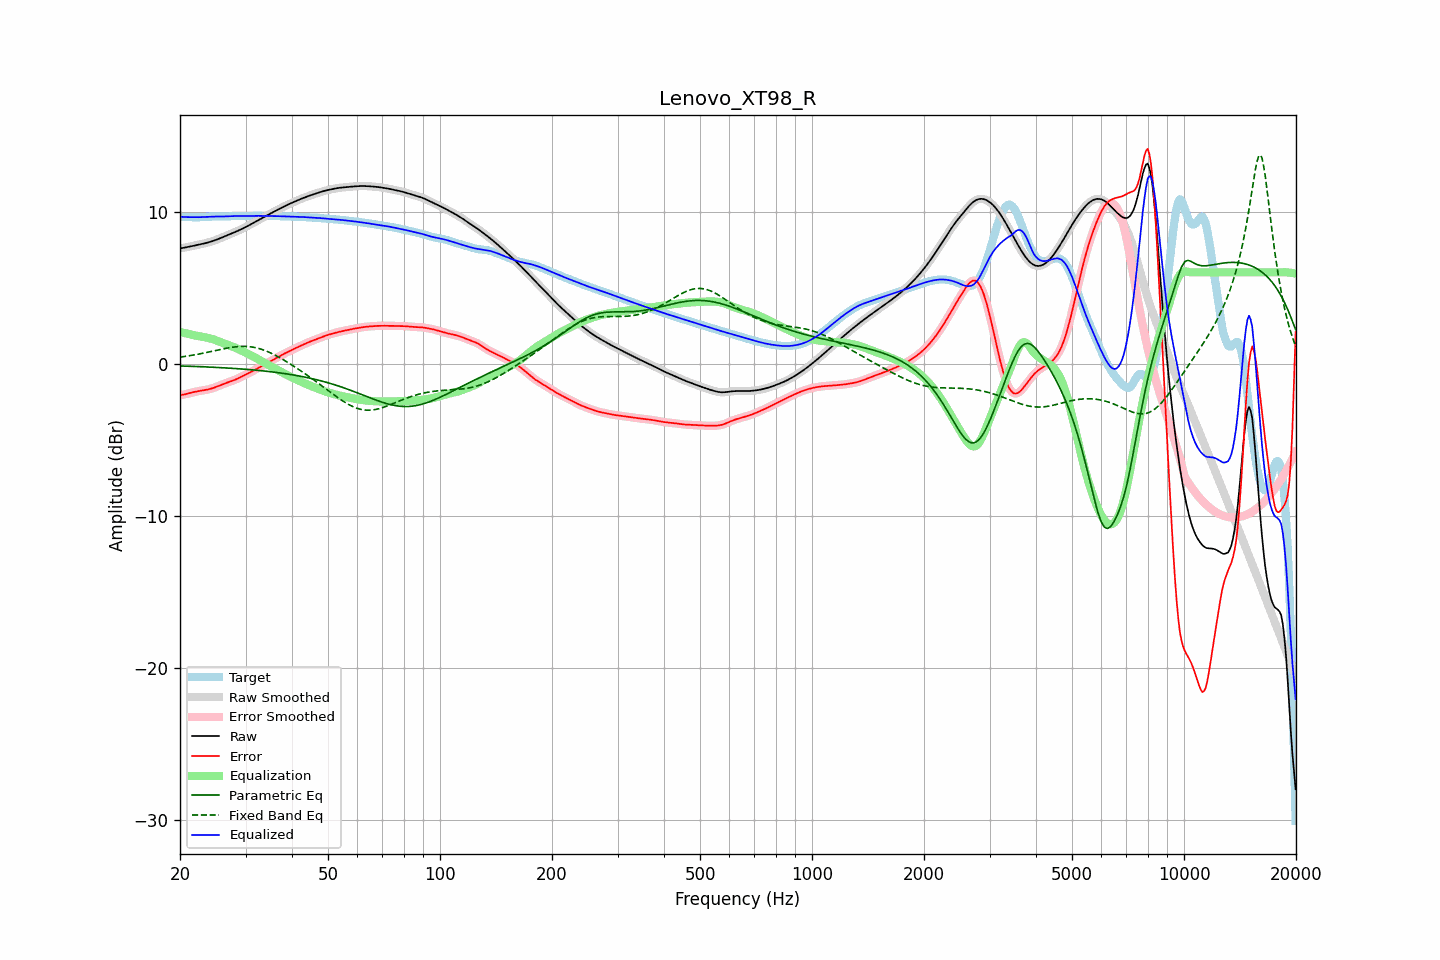 Lenovo_XT98_R
Amplitude (dBr)
10
0
−10
−20
−30
Target
Raw Smoothed
Error Smoothed
Raw
Error
Equalization
Parametric Eq
Fixed Band Eq
Equalized
20 50 100 200 500 1000 2000 5000 10000 20000
Frequency (Hz)